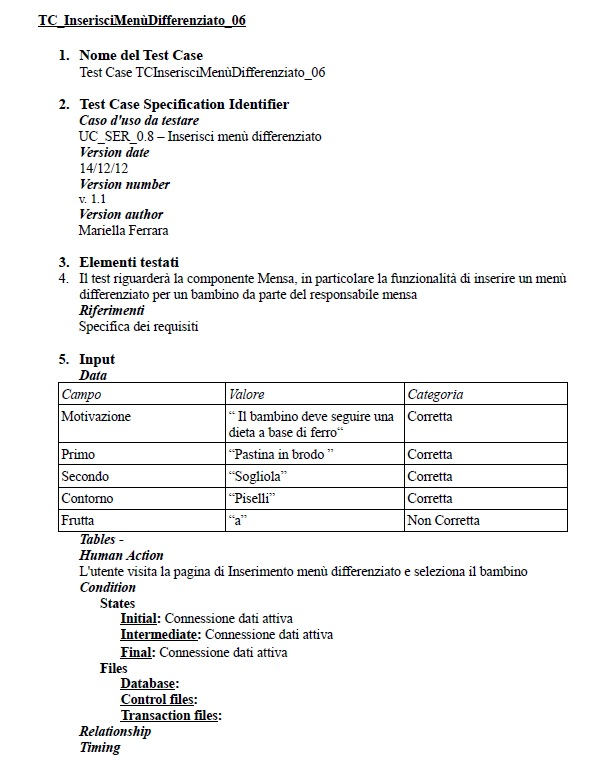 TC_InserisciMenùDifferenziato_06
1. Nome del Test Case
Test Case TCInserisciMenùDifferenziato_06
2. Test Case Specification Identifier
Caso d'uso da testare
UC_SER_0.8 – Inserisci menù differenziato
Version date
14/12/12
Version number
v. 1.1
Version author
Mariella Ferrara
3. Elementi testati
4. Il test riguarderà la componente Mensa, in particolare la funzionalità di inserire un menù
differenziato per un bambino da parte del responsabile mensa
Riferimenti
Specifica dei requisiti
5. Input
Data
Campo Valore Categoria
Motivazione “ Il bambino deve seguire una Corretta
dieta a base di ferro“
Primo “Pastina in brodo ” Corretta
Secondo “Sogliola” Corretta
Contorno “Piselli” Corretta
Frutta “a” Non Corretta
Tables -
Human Action
L'utente visita la pagina di Inserimento menù differenziato e seleziona il bambino
Condition
States
Initial: Connessione dati attiva
Intermediate: Connessione dati attiva
Final: Connessione dati attiva
Files
Database:
Control files:
Transaction files:
Relationship
Timing